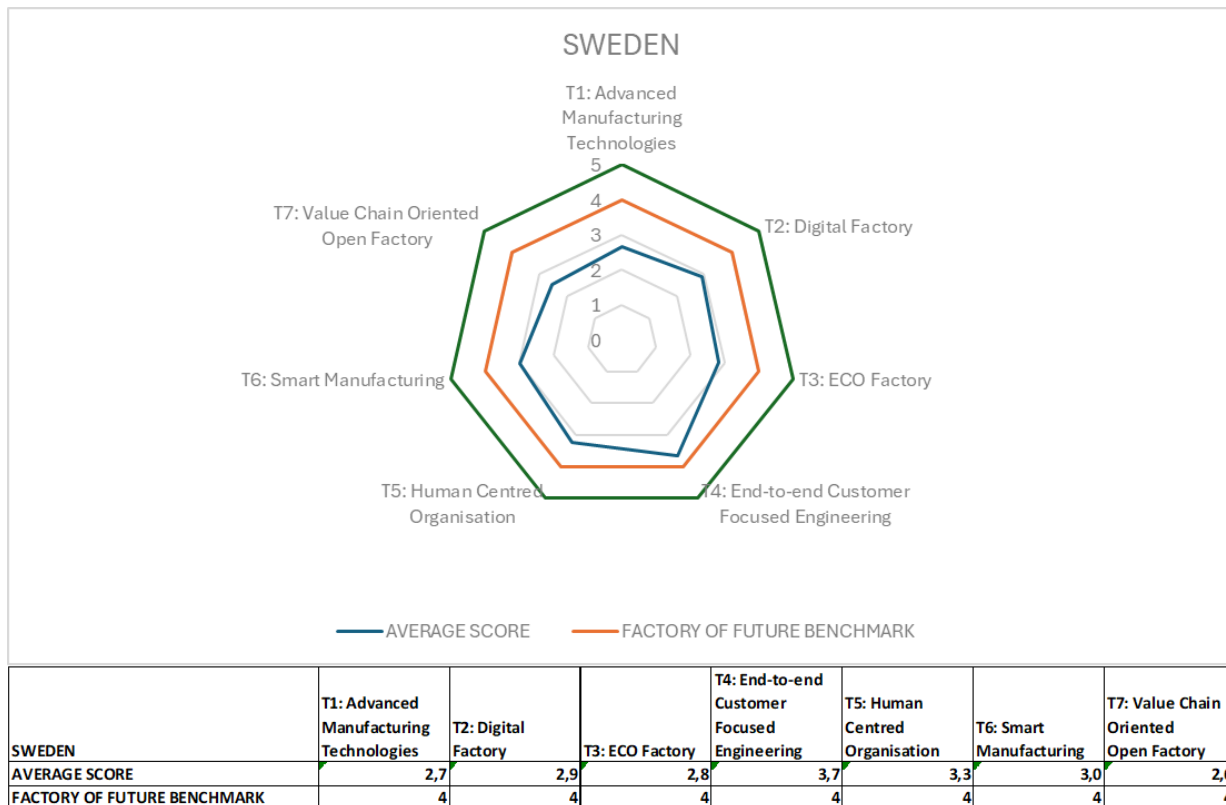 SWEDEN
T1: Advanced
Manufacturing
Technologies
5
4
3
2
1
0
T2: Digital Factory
T3: ECO Factory
T4: End-to-end Customer
Focused Engineering
T5: Human Centred
Organisation
T6: Smart Manufacturing
T7: Value Chain Oriented
Open Factory
AVERAGE SCORE
FACTORY OF FUTURE BENCHMARK
SWEDEN
T1: Advanced
Manufacturing
Technologies
T2: Digital
Factory
T3: ECO Factory
T4: End-to-end
Customer
Focused
Engineering
T5: Human
Centred
Organisation
T6: Smart
Manufacturing
T7: Value Chain
Oriented
Open Factory
AVERAGE SCORE 2,7 2,9 2,8 3,7 3,3 3,0
FACTORY OF FUTURE BENCHMARK 4 4 4 4 4 4